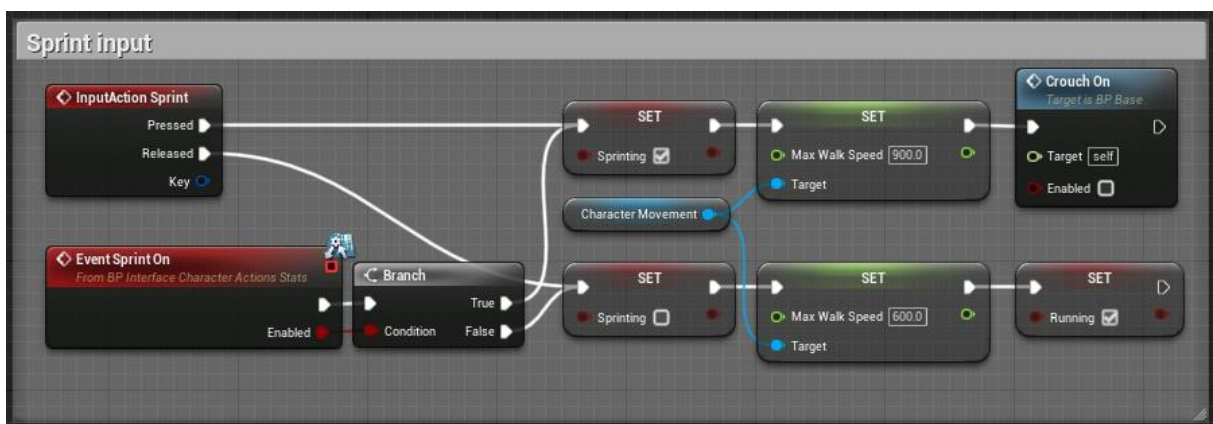 Sprint input
InputAction Sprint
Pressed
Released
Key
SET
Sprinting
SET
Max Walk Speed 900.0
Target
Crouch On
Target is BP Base
Target self
Enabled
Character Movement
Event Sprint On
From BP Interface Character Actions Stats
Enabled
Branch
True
Condition False
SET
Sprinting
SET
Max Walk Speed 600.0
Target
SET
Running